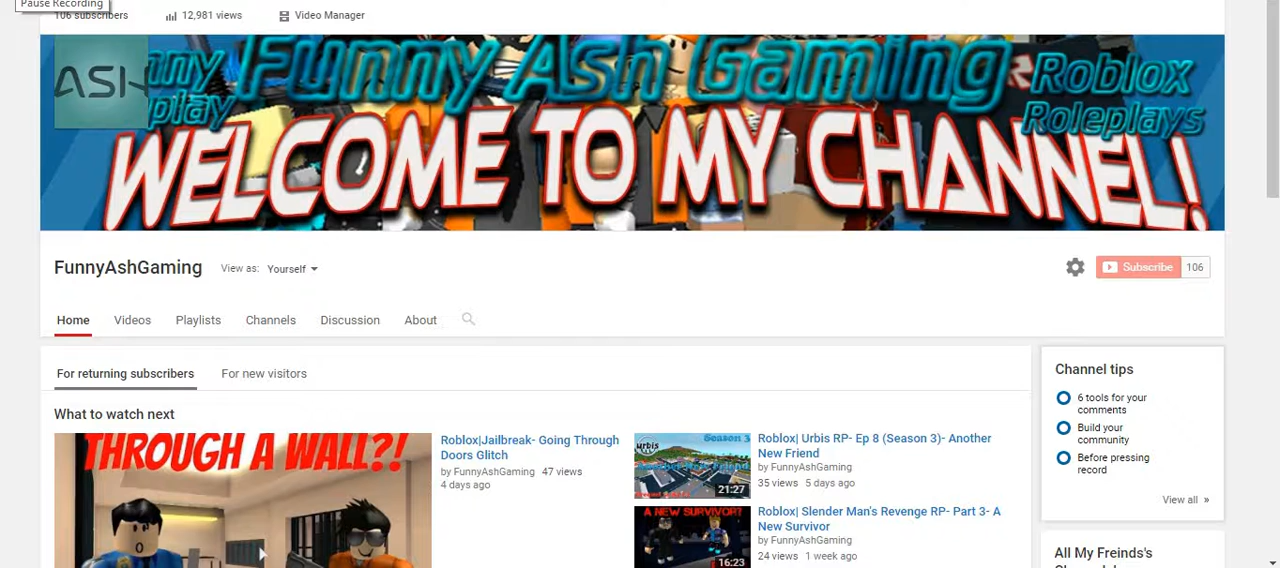 Pause Recording
106 subscribers 12,981 views Video Manager
ASH nny play Funny Ash Gaming Roblox Roleplays
WELCOME TO MY CHANNEL!
FunnyAshGaming View as: Yourself Subscribe 106
Home Videos Playlists Channels Discussion About
For returning subscribers For new visitors
What to watch next
THROUGH A WALL?!
Roblox|Jailbreak- Going Through
Doors Glitch
by FunnyAshGaming 47 views
4 days ago
Season 3
urbis
21:27
Roblox| Urbis RP- Ep 8 (Season 3)- Another
New Friend
by FunnyAshGaming
35 views 5 days ago
A NEW SURVIVOR?
16:23
Roblox| Slender Man's Revenge RP- Part 3- A
New Survivor
by FunnyAshGaming
24 views 1 week ago
Channel tips
6 tools for your
comments
Build your
community
Before pressing
record
View all »
All My Freind's